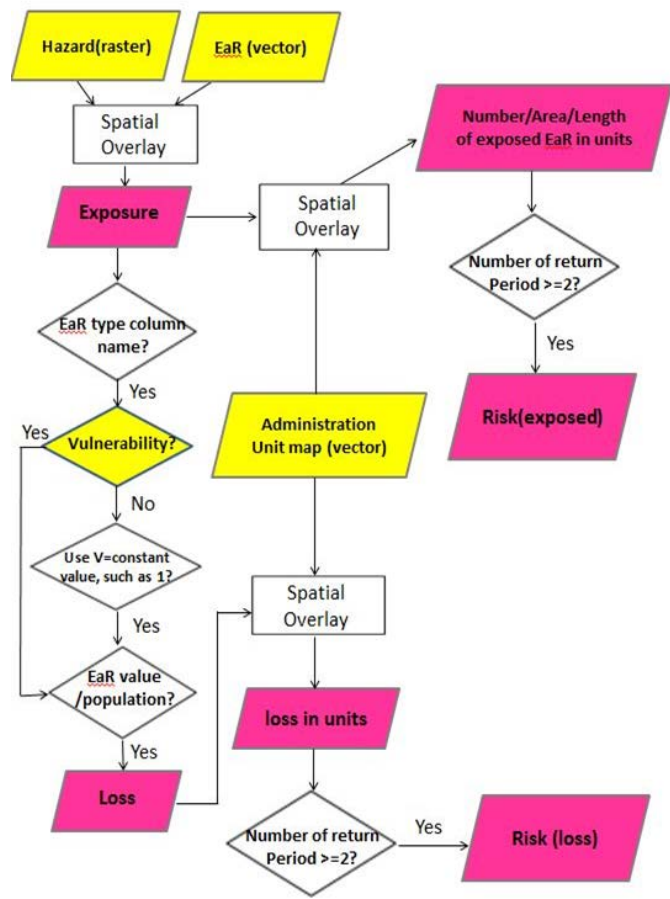 Hazard(raster)
EaR (vector)
Spatial
Overlay
Exposure
Spatial
Overlay
Number/Area/Length
of exposed EaR in units
Number of return
Period >=2?
Yes
Risk(exposed)
EaR type column
name?
Yes
Yes
Vulnerability?
No
Use V=constant
value, such as 1?
Yes
EaR value
/population?
Yes
Loss
Administration
Unit map (vector)
Spatial
Overlay
loss in units
Number of return
Period >=2?
Yes
Risk (loss)